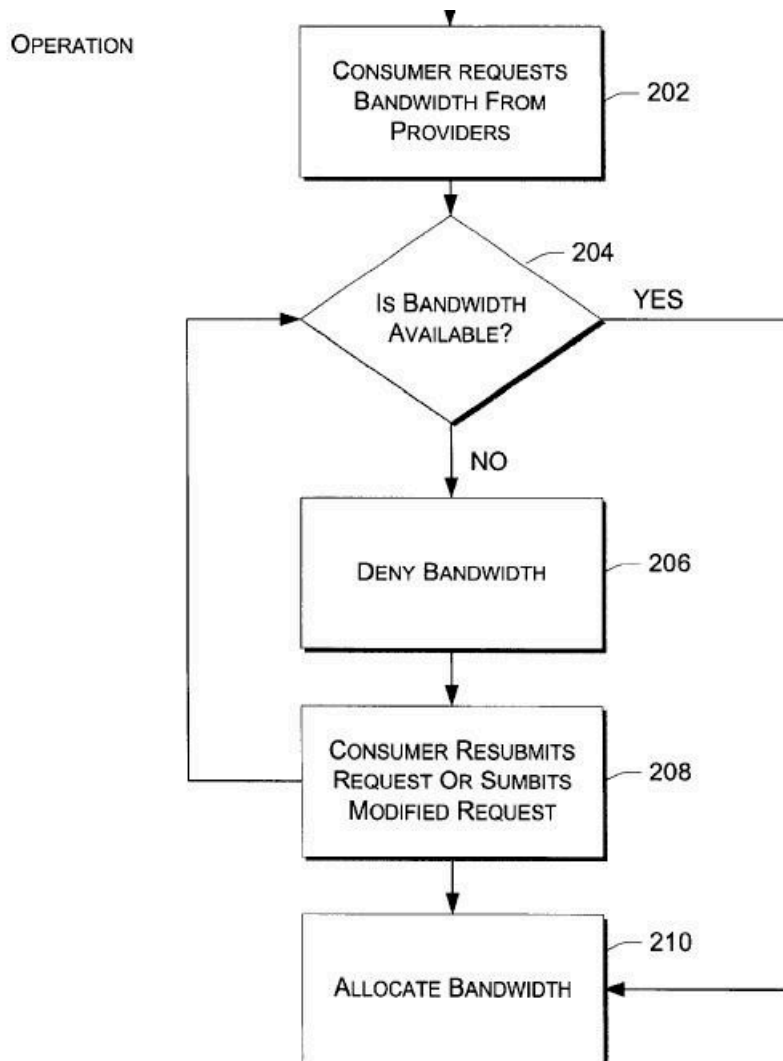 OPERATION
CONSUMER REQUESTS
BANDWIDTH FROM
PROVIDERS
202
204
IS BANDWIDTH
AVAILABLE?
YES
NO
DENY BANDWIDTH
206
CONSUMER RESUBMITS
REQUEST OR SUMBITS
MODIFIED REQUEST
208
210
ALLOCATE BANDWIDTH